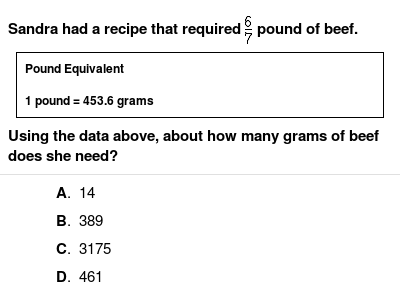 Sandra had a recipe that required 6/7 pound of beef.
Pound Equivalent
1 pound = 453.6 grams
Using the data above, about how many grams of beef
does she need?
A. 14
B. 389
C. 3175
D. 461